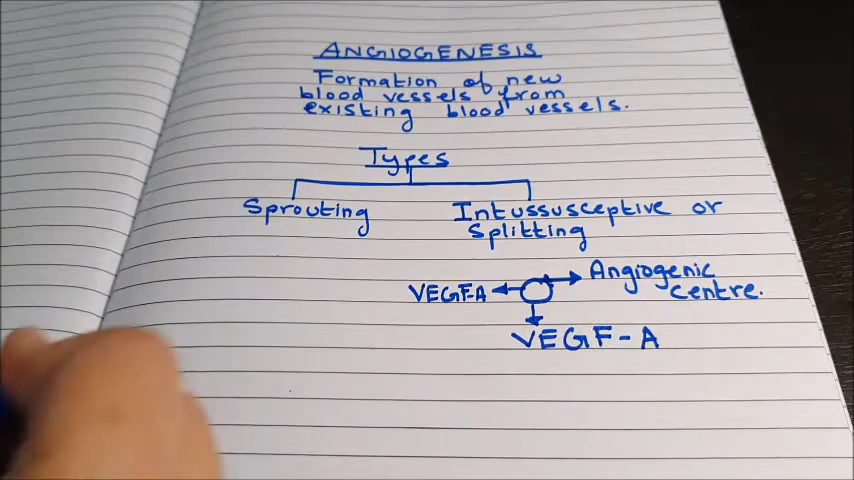 ANGIOGENESIS
Formation of new
blood vessels from
existing blood vessels.
Types
Sprouting
Intussusceptive or
Splitting
Angiogenic
centre.
VEGF-A
VEGF-A